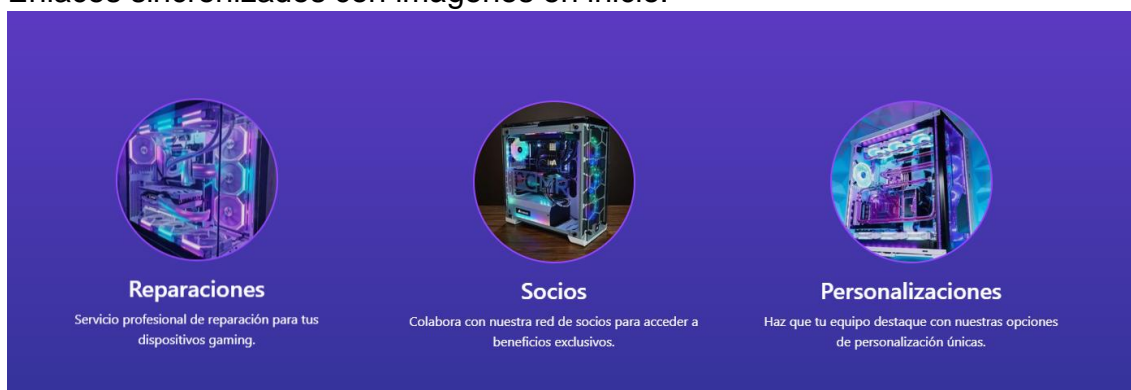 Enlaces sincronizados con imágenes en inicio:
Reparaciones
Servicio profesional de reparación para tus
dispositivos gaming.
Socios
Colabora con nuestra red de socios para acceder a
beneficios exclusivos.
Personalizaciones
Haz que tu equipo destaque con nuestras opciones
de personalización únicas.